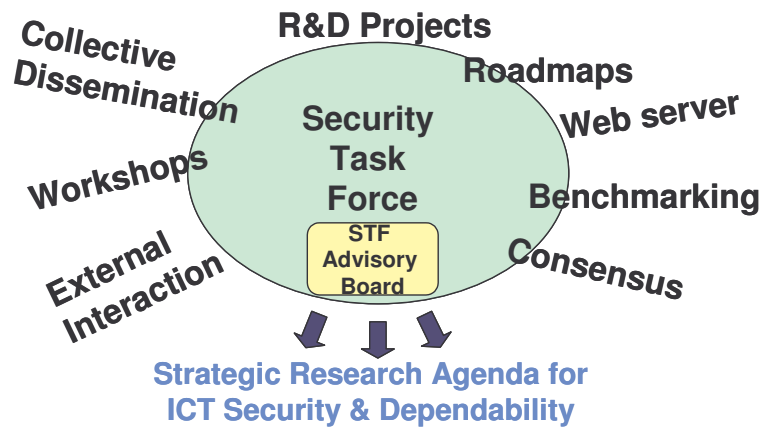 R&D Projects
Collective
Dissemination
Roadmaps
Web server
Security
Task
Force
Workshops
Benchmarking
STF
Advisory
Board
External
Interaction
Consensus
Strategic Research Agenda for
ICT Security & Dependability